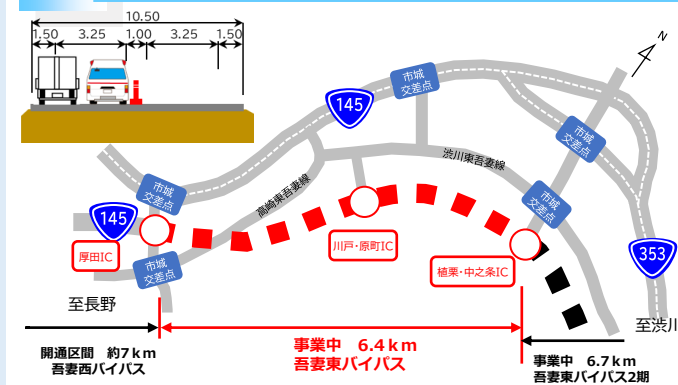 10.50
1.50 3.25 1.00 3.25 1.50
N
145
市城
交差点
市城
交差点
渋川東吾妻線
高崎東吾妻線
市城
交差点
市城
交差点
145
厚田IC
市城
交差点
川戸・原町IC
植栗・中之条IC
353
至長野
至渋川
開通区間 約7km
吾妻西バイパス
事業中 6.4km
吾妻東バイパス
事業中 6.7km
吾妻東バイパス2期